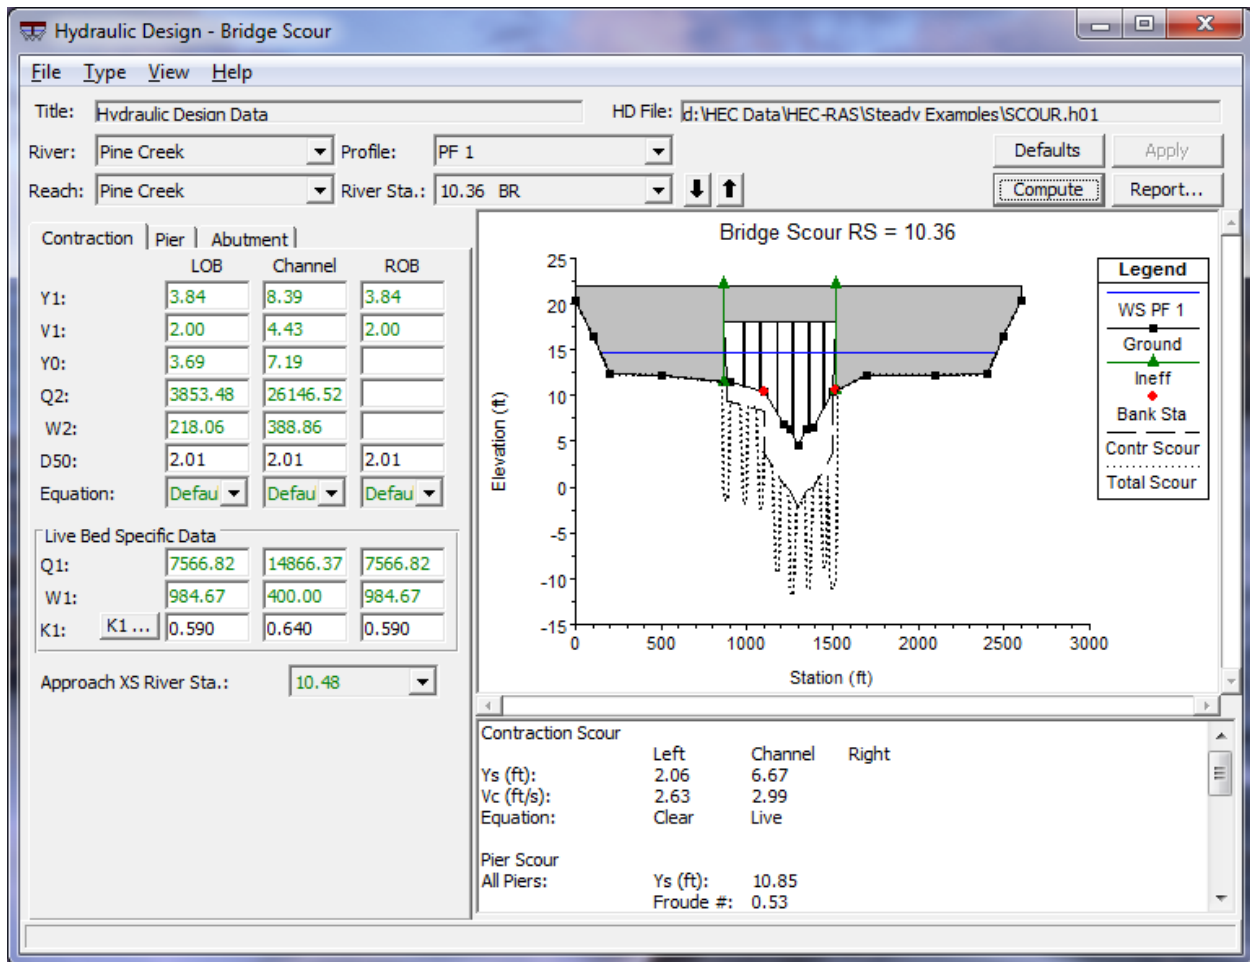 Hydraulic Design - Bridge Scour
File Type View Help
Title: Hydraulic Design Data HD File: d:\HEC Data\HEC-RAS\Steady Examples\SCOUR.h01
River: Pine Creek Profile: PF 1 Defaults Apply
Reach: Pine Creek River Sta.: 10.36 BR Compute Report...
Contraction Pier Abutment
LOB Channel ROB
Y1: 3.84 8.39 3.84
V1: 2.00 4.43 2.00
Y0: 3.69 7.19
Q2: 3853.48 26146.52
W2: 218.06 388.86
D50: 2.01 2.01 2.01
Equation: Defau Defau Defau
Live Bed Specific Data
Q1: 7566.82 14866.37 7566.82
W1: 984.67 400.00 984.67
K1: K1 ... 0.590 0.640 0.590
Approach XS River Sta.: 10.48
Bridge Scour RS = 10.36
25
20
15
10
5
0
-5
-10
-15
0 500 1000 1500 2000 2500 3000
Elevation (ft)
Station (ft)
Legend
WS PF 1
Ground
Ineff
Bank Sta
Contr Scour
Total Scour
Contraction Scour
Left Channel Right
Ys (ft): 2.06 6.67
Vc (ft/s): 2.63 2.99
Equation: Clear Live
Pier Scour
All Piers: Ys (ft): 10.85
Froude #: 0.53